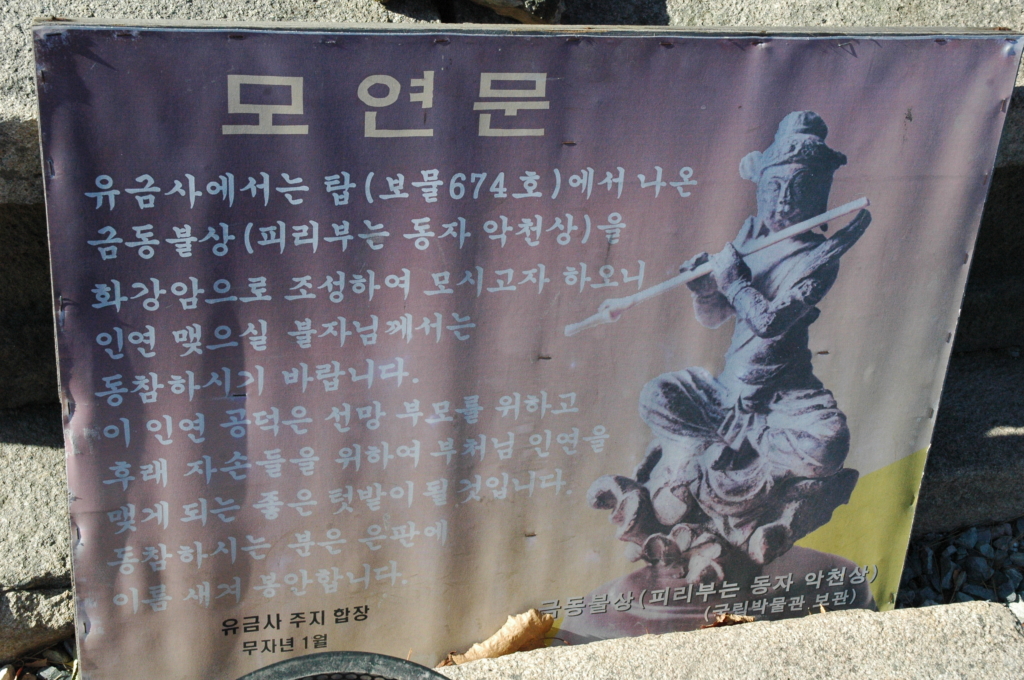 모연문
유금사에서는 탑(보물674호)에서 나온
금동불상(피리부는 동자 악천상)을
화강암으로 조성하여 모시고자 하오니
인연 맺으실 불자님께서는
동참하시기 바랍니다.
이 인연 공덕은 선망 부모를 위하고
후래 자손들을 위하여 부처님 인연을
맺게 되는 좋은 텃밭이 될 것입니다.
동참하시는 분은 은판에
이름 새겨 봉안합니다.
유금사 주지 합장
무자년 1월
금동불상(피리부는 동자 악천상)
(국립박물관 보관)